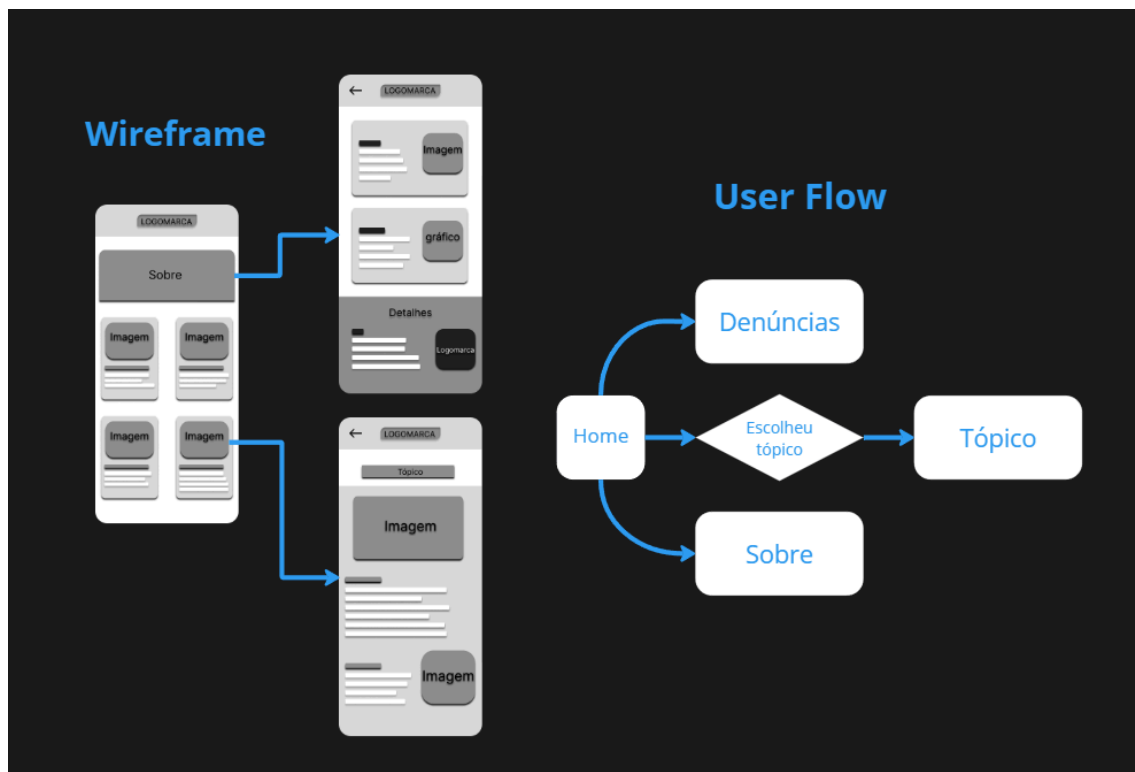 Wireframe
LOGOMARCA
Sobre
Imagem
Imagem
Imagem
Imagem
LOGOMARCA
Imagem
gráfico
Detalhes
Logomarca
LOGOMARCA
Tópico
Imagem
Imagem
User Flow
Denúncias
Home
Escolheu
tópico
Tópico
Sobre